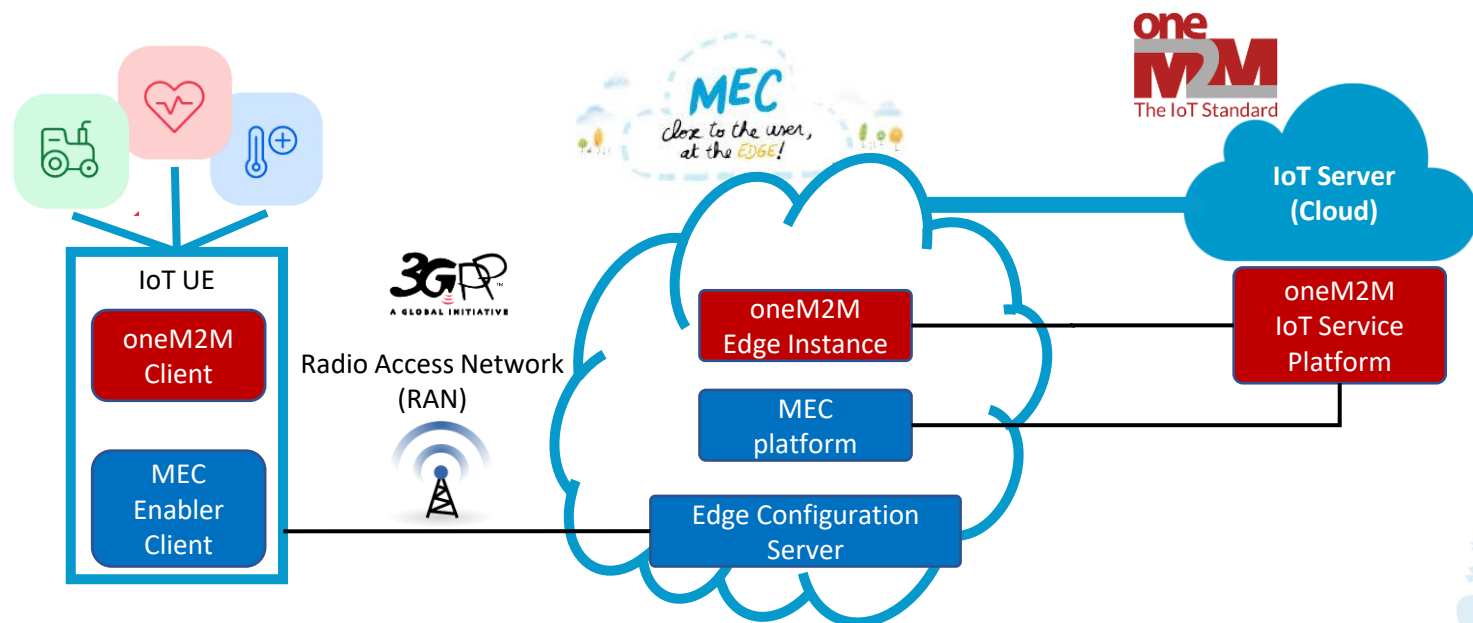 MEC
close to the user,
at the EDGE!
one
M2M
The IoT Standard
IoT Server
(Cloud)
IoT UE
oneM2M
Client
MEC
Enabler
Client
3GPP™
A GLOBAL INITIATIVE
Radio Access Network
(RAN)
oneM2M
Edge Instance
MEC
platform
Edge Configuration
Server
oneM2M
IoT Service
Platform